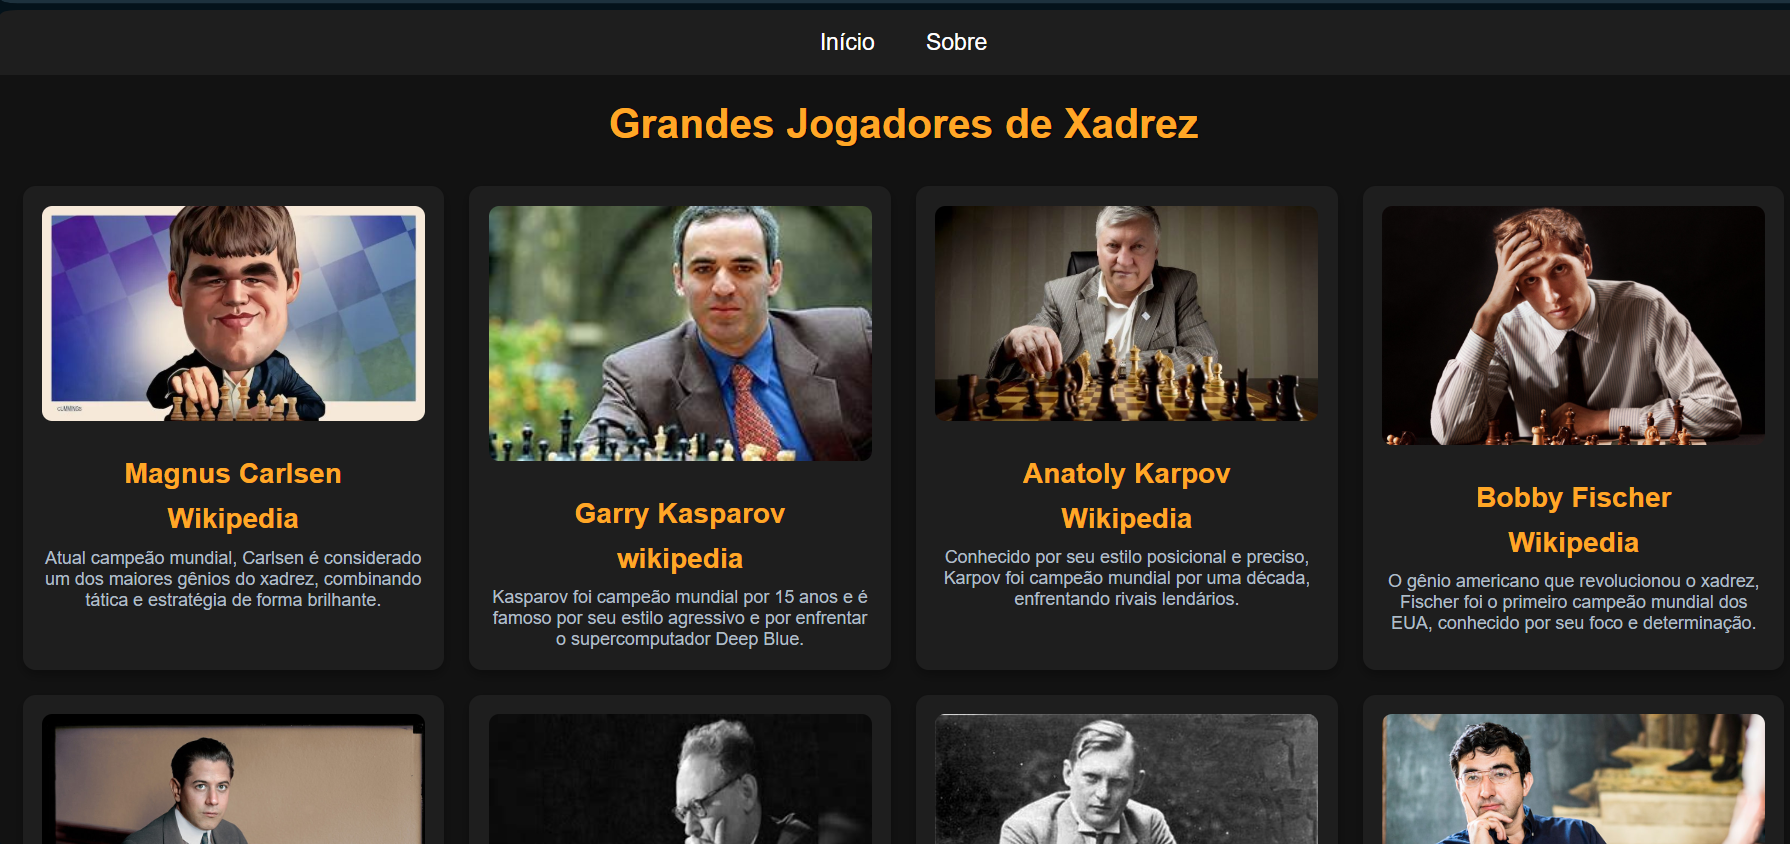 Início Sobre
Grandes Jogadores de Xadrez
CUMMINGS
Magnus Carlsen
Wikipedia
Atual campeão mundial, Carlsen é considerado
um dos maiores gênios do xadrez, combinando
tática e estratégia de forma brilhante.
Garry Kasparov
wikipedia
Kasparov foi campeão mundial por 15 anos e é
famoso por seu estilo agressivo e por enfrentar
o supercomputador Deep Blue.
Anatoly Karpov
Wikipedia
Conhecido por seu estilo posicional e preciso,
Karpov foi campeão mundial por uma década,
enfrentando rivais lendários.
Bobby Fischer
Wikipedia
O gênio americano que revolucionou o xadrez,
Fischer foi o primeiro campeão mundial dos
EUA, conhecido por seu foco e determinação.